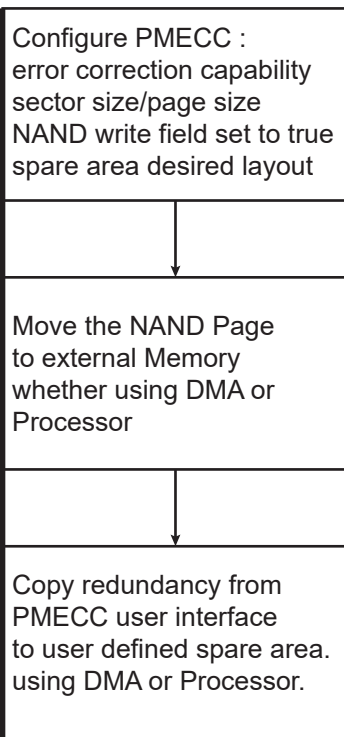 Configure PMECC :
error correction capability
sector size/page size
NAND write field set to true
spare area desired layout
Move the NAND Page
to external Memory
whether using DMA or
Processor
Copy redundancy from
PMECC user interface
to user defined spare area.
using DMA or Processor.